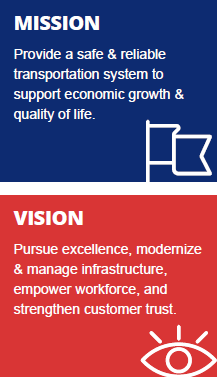 MISSION
Provide a safe & reliable
transportation system to
support economic growth &
quality of life.
VISION
Pursue excellence, modernize
& manage infrastructure,
empower workforce, and
strengthen customer trust.